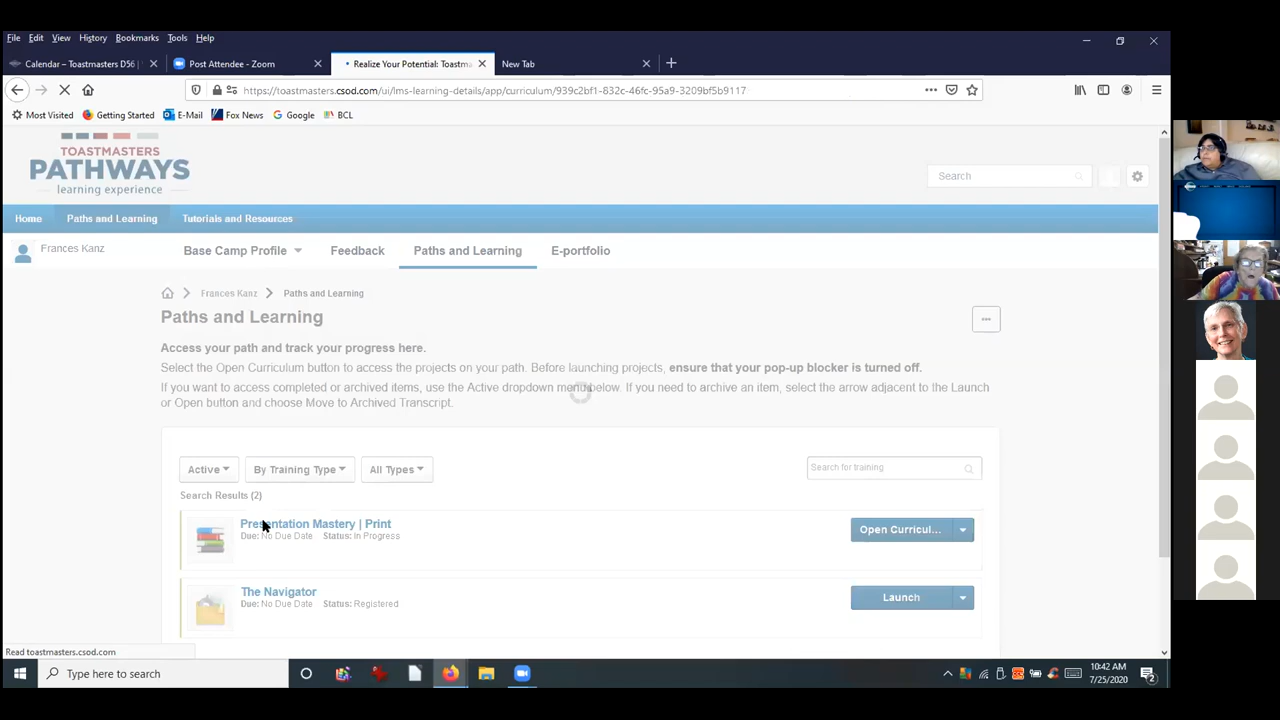 File Edit View History Bookmarks Tools Help
Calendar – Toastmasters D56 |
Post Attendee - Zoom
Realize Your Potential: Toastma
New Tab
https://toastmasters.csod.com/ui/lms-learning-details/app/curriculum/939c2bf1-832c-46fc-95a9-3209bf5b9117
Most Visited Getting Started E-Mail Fox News Google BCL
TOASTMASTERS
PATHWAYS
learning experience
Search
Home Paths and Learning Tutorials and Resources
Frances Kanz
Base Camp Profile Feedback Paths and Learning E-portfolio
Frances Kanz Paths and Learning
Paths and Learning
Access your path and track your progress here.
Select the Open Curriculum button to access the projects on your path. Before launching projects, ensure that your pop-up blocker is turned off.
If you want to access completed or archived items, use the Active dropdown menu below. If you need to archive an item, select the arrow adjacent to the Launch
or Open button and choose Move to Archived Transcript.
Active By Training Type All Types Search for training
Search Results (2)
Presentation Mastery | Print
Due: No Due Date Status: In Progress
Open Curricul...
The Navigator
Due: No Due Date Status: Registered
Launch
Read toastmasters.csod.com
Type here to search
10:42 AM
7/25/2020
2